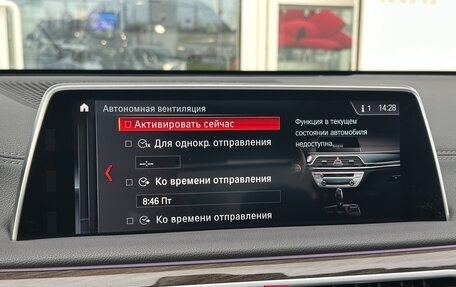 Автономная вентиляция
i 1 14:28
Активировать сейчас
Для однокр. отправления
--:--
Ко времени отправления
8:46 Пт
Ко времени отправления
Функция в текущем
состоянии автомобиля
недоступна.